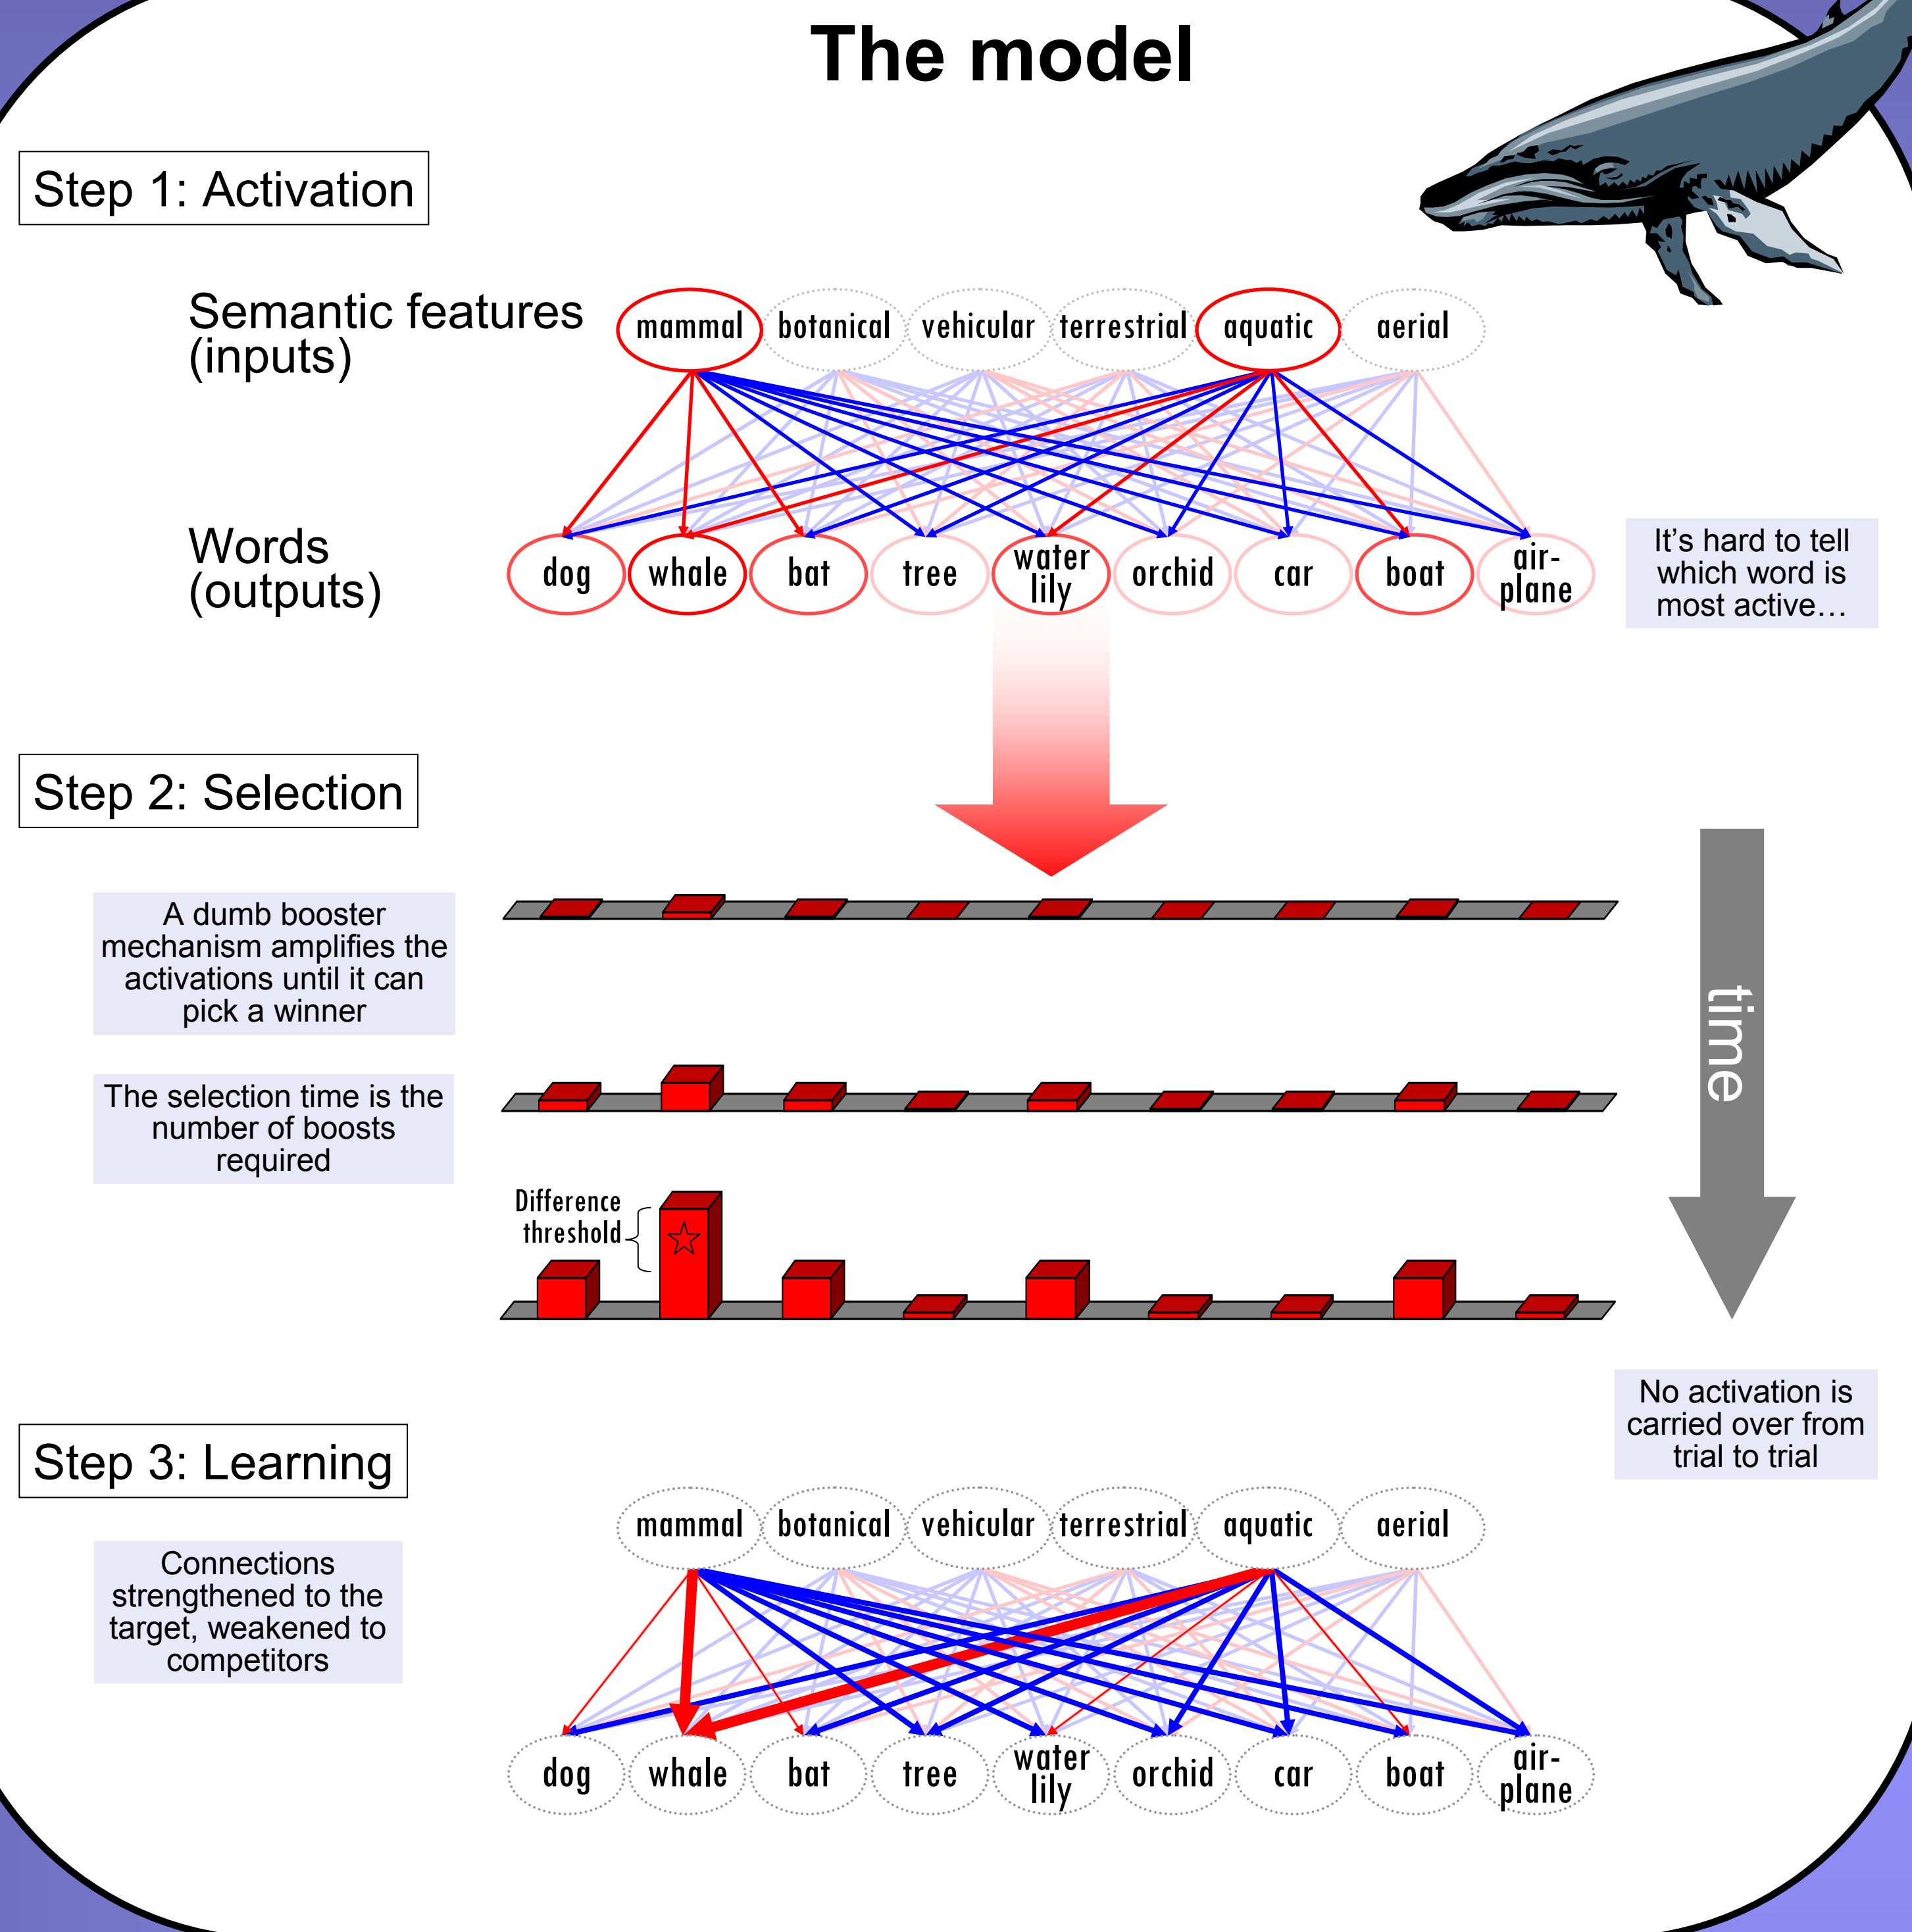 The model
Step 1: Activation
Semantic features
(inputs)
mammal botanical vehicular terrestrial aquatic aerial
Words
(outputs)
dog whale bat tree water lily orchid car boat air-plane
It’s hard to tell
which word is
most active…
Step 2: Selection
A dumb booster
mechanism amplifies the
activations until it can
pick a winner
time
The selection time is the
number of boosts
required
Difference
threshold
No activation is
carried over from
trial to trial
Step 3: Learning
mammal botanical vehicular terrestrial aquatic aerial
Connections
strengthened to the
target, weakened to
competitors
dog whale bat tree water lily orchid car boat air-plane